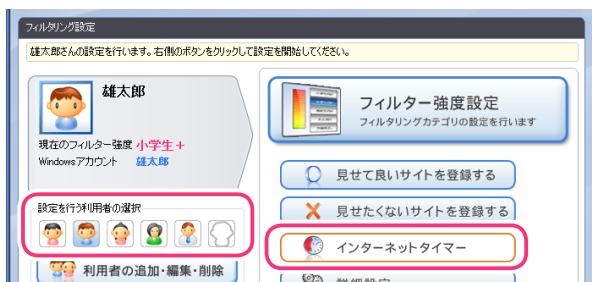 フィルタリング設定
雄太郎さんの設定を行います。右側のボタンをクリックして設定を開始してください。
雄太郎
現在のフィルター強度 小学生＋
Windowsアカウント 雄太郎
設定を行う利用者の選択
利用者の追加・編集・削除
フィルター強度設定
フィルタリングカテゴリの設定を行います
見せて良いサイトを登録する
見せたくないサイトを登録する
インターネットタイマー
詳細設定